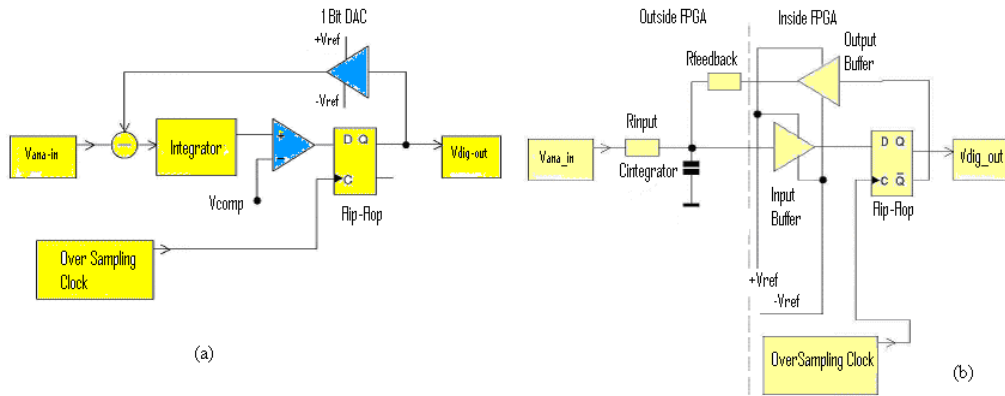 1 Bit DAC
+Vref
-Vref
Vana-in
Integrator
+
-
D Q
C
Vdig-out
Vcomp
Flip-Flop
Over Sampling
Clock
(a)
Outside FPGA
Inside FPGA
Output
Buffer
Rfeedback
Rinput
Vana_in
Cintegrator
Input
Buffer
D Q
C Q
Vdig_out
Flip-Flop
+Vref
-Vref
OverSampling Clock
(b)